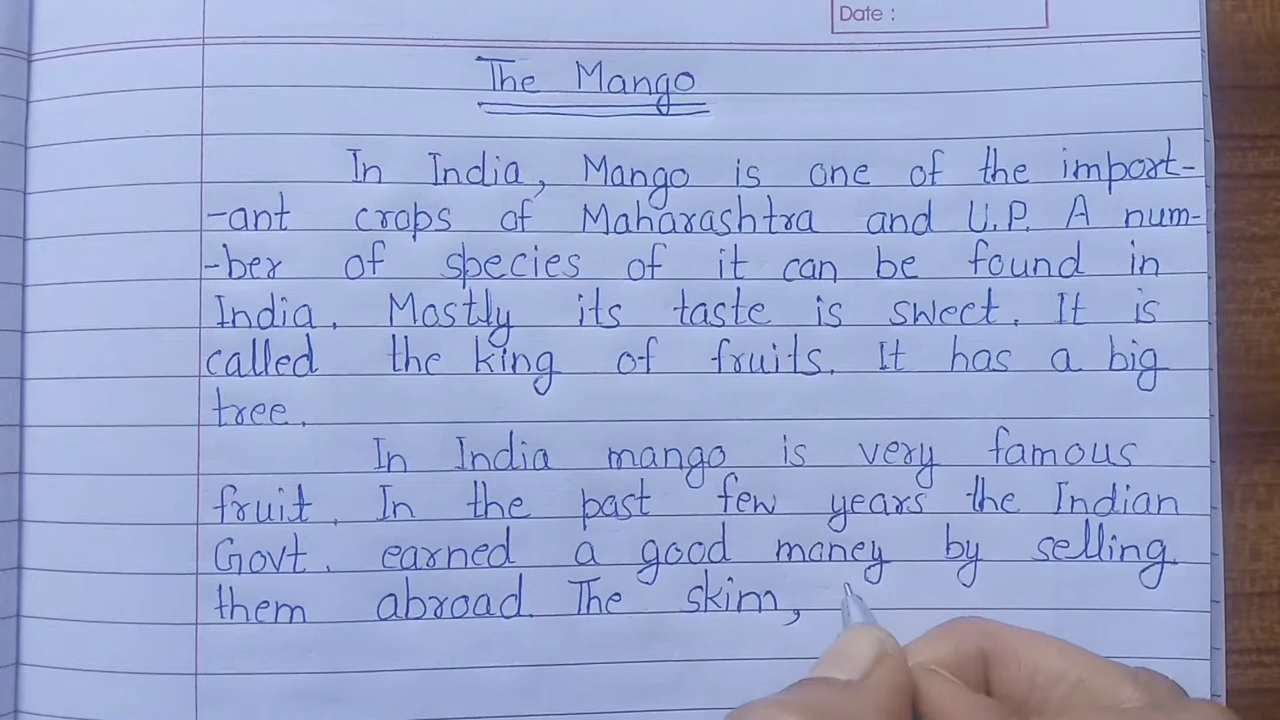 Date :
The Mango
In India, Mango is one of the import-
-ant crops of Maharashtra and U.P. A num-
-ber of species of it can be found in
India. Mostly its taste is sweet. It is
called the king of fruits. It has a big
tree.
In India mango is very famous
fruit. In the past few years the Indian
Govt. earned a good money by selling
them abroad. The skim,